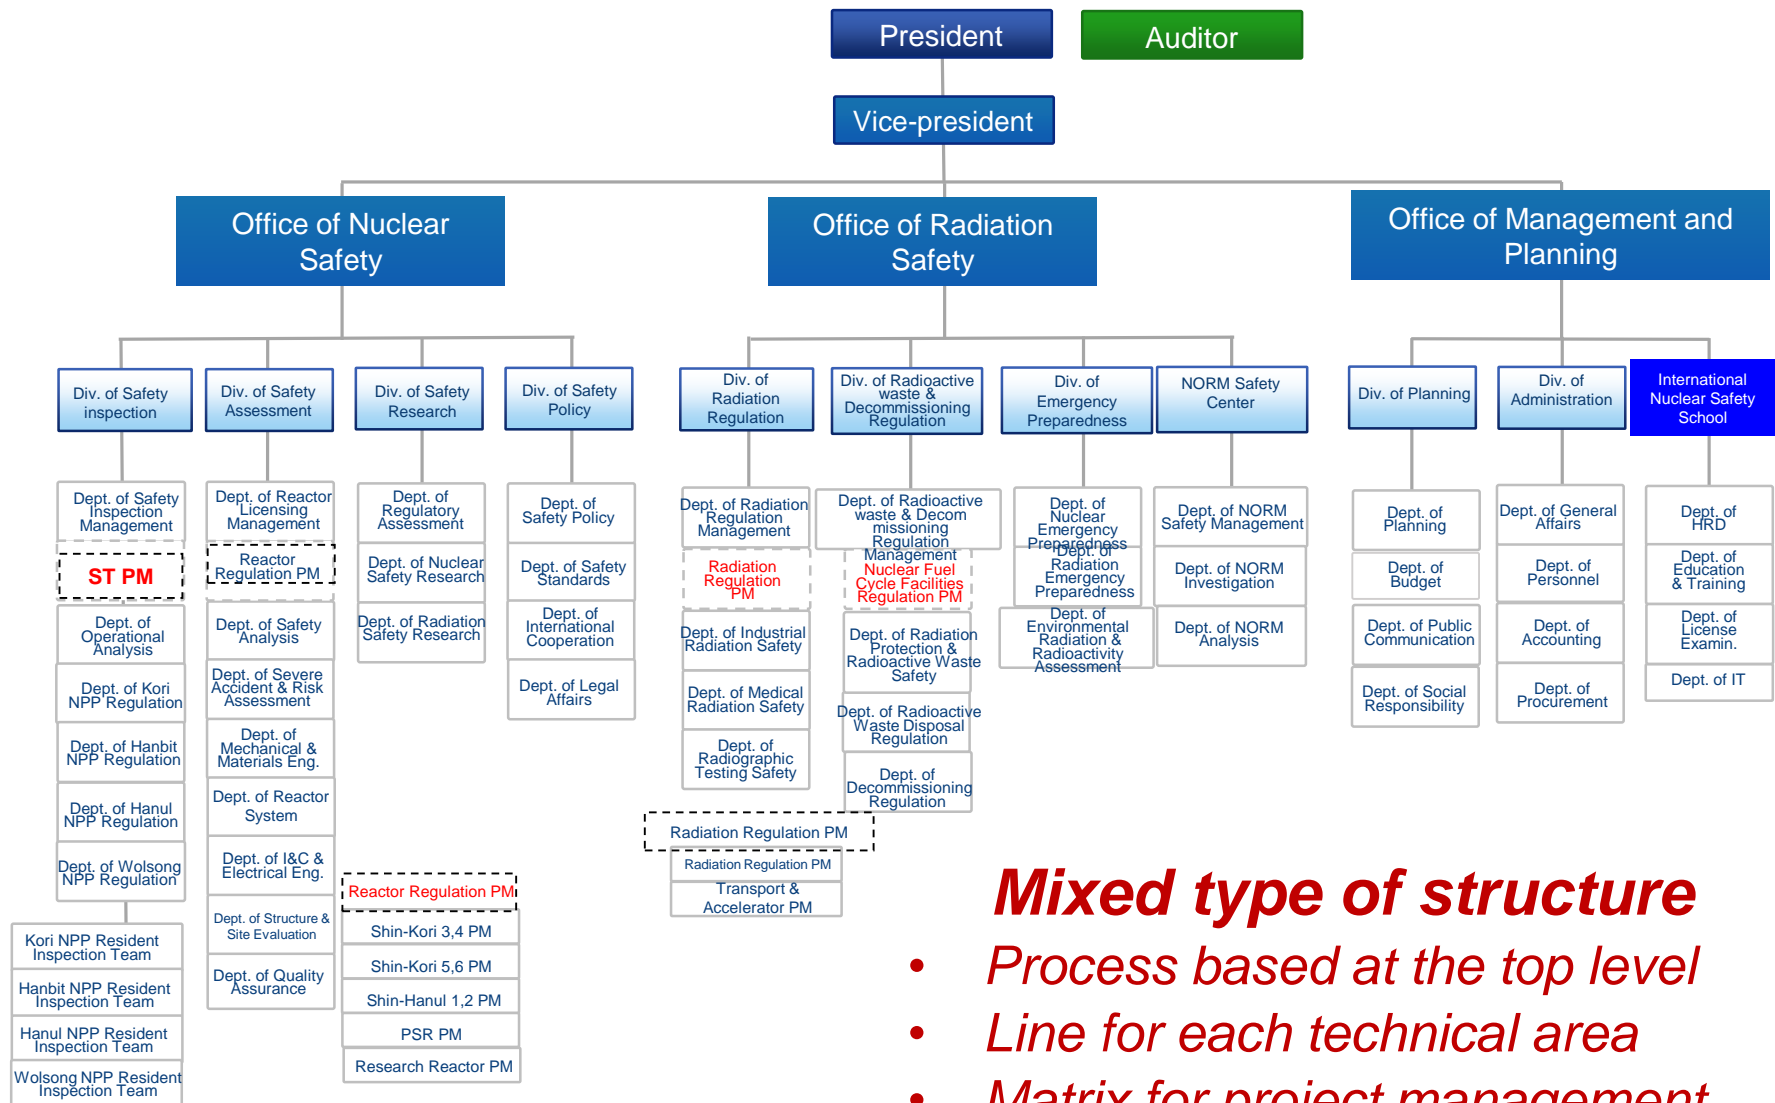 President
Auditor
Vice-president
Office of Nuclear
Safety
Office of Radiation
Safety
Office of Management and
Planning
Div. of Safety
inspection
Div. of Safety
Assessment
Div. of Safety
Research
Div. of Safety
Policy
Div. of
Radiation
Regulation
Div. of Radioactive
waste &
Decommissioning
Regulation
Div. of
Emergency
Preparedness
NORM Safety
Center
Div. of Planning
Div. of
Administration
International
Nuclear Safety
School
Dept. of Safety
Inspection
Management
ST PM
Dept. of
Operational
Analysis
Dept. of Kori
NPP Regulation
Dept. of Hanbit
NPP Regulation
Dept. of Hanul
NPP Regulation
Dept. of Wolsong
NPP Regulation
Kori NPP Resident
Inspection Team
Hanbit NPP Resident
Inspection Team
Hanul NPP Resident
Inspection Team
Wolsong NPP Resident
Inspection Team
Dept. of Reactor
Licensing
Management
Reactor
Regulation PM
Dept. of Safety
Analysis
Dept. of Severe
Accident & Risk
Assessment
Dept. of
Mechanical &
Materials Eng.
Dept. of Reactor
System
Dept. of I&C &
Electrical Eng.
Dept. of Structure &
Site Evaluation
Dept. of Quality
Assurance
Dept. of
Regulatory
Assessment
Dept. of Nuclear
Safety Research
Dept. of Radiation
Safety Research
Reactor Regulation PM
Shin-Kori 3,4 PM
Shin-Kori 5,6 PM
Shin-Hanul 1,2 PM
PSR PM
Research Reactor PM
Dept. of
Safety Policy
Dept. of Safety
Standards
Dept. of
International
Cooperation
Dept. of Legal
Affairs
Dept. of Radiation
Regulation
Management
Radiation
Regulation
PM
Dept. of Industrial
Radiation Safety
Dept. of Medical
Radiation Safety
Dept. of
Radiographic
Testing Safety
Radiation Regulation PM
Radiation Regulation PM
Transport &
Accelerator PM
Dept. of Radioactive
waste & Decom
missioning
Regulation
Management
Nuclear Fuel
Cycle Facilities
Regulation PM
Dept. of Radiation
Protection &
Radioactive Waste
Safety
Dept. of Radioactive
Waste Disposal
Regulation
Dept. of
Decommissioning
Regulation
Dept. of
Nuclear
Emergency
Preparedness
Dept. of
Radiation
Emergency
Preparedness
Dept. of
Environmental
Radiation &
Radioactivity
Assessment
Dept. of NORM
Safety Management
Dept. of NORM
Investigation
Dept. of NORM
Analysis
Dept. of
Planning
Dept. of
Budget
Dept. of Public
Communication
Dept. of Social
Responsibility
Dept. of General
Affairs
Dept. of
Personnel
Dept. of
Accounting
Dept. of
Procurement
Dept. of
HRD
Dept. of
Education
& Training
Dept. of
License
Examin.
Dept. of IT
Mixed type of structure
• Process based at the top level
• Line for each technical area
• Matrix for project management